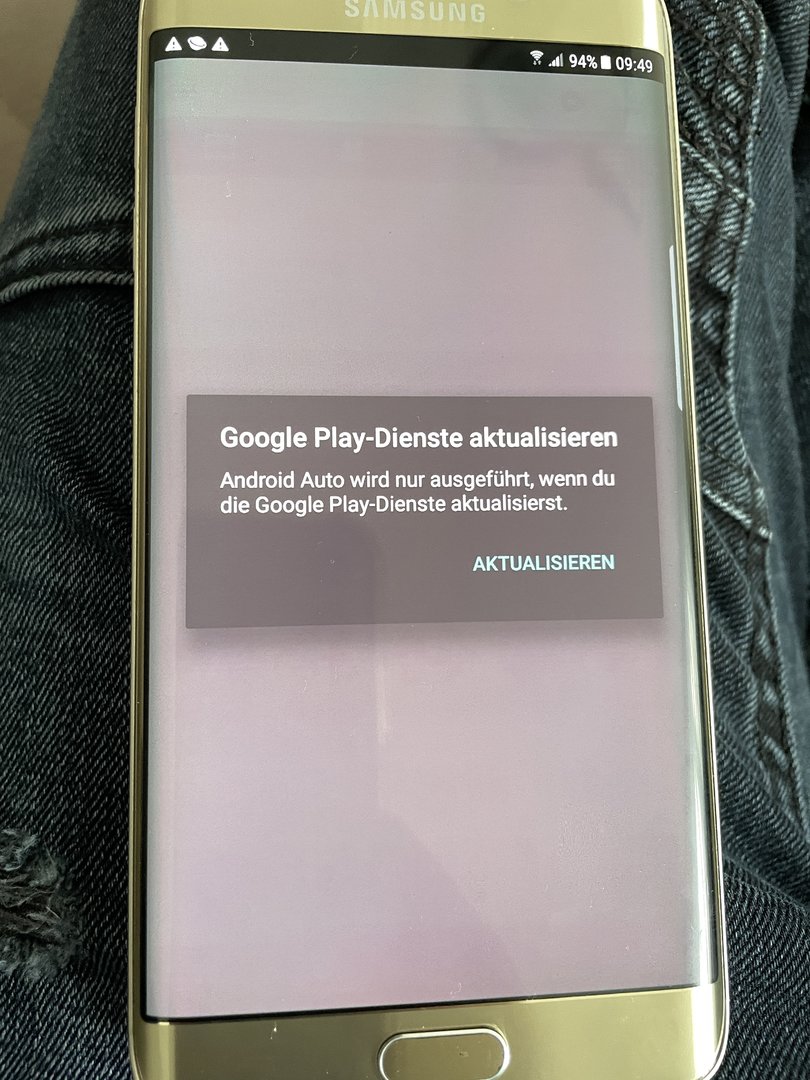 SAMSUNG
94% 09:49
Google Play-Dienste aktualisieren
Android Auto wird nur ausgeführt, wenn du
die Google Play-Dienste aktualisierst.
AKTUALISIEREN